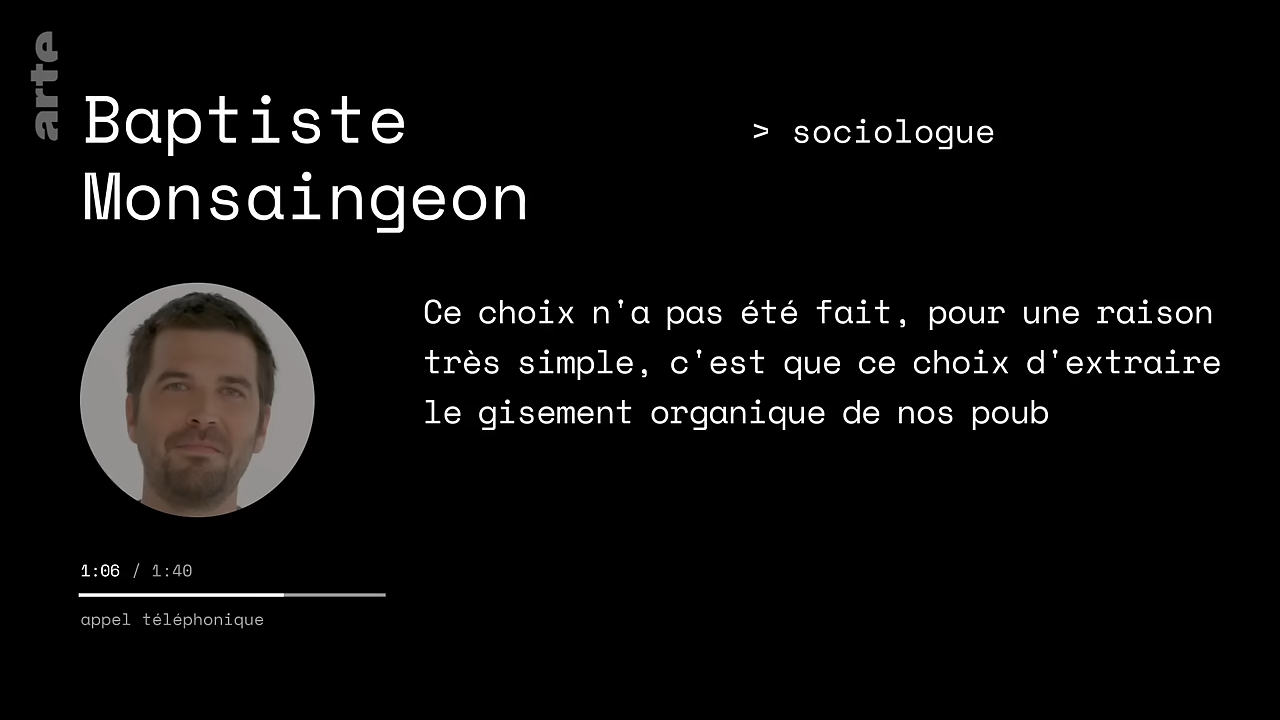 arte
Baptiste
Monsaingeon
> sociologue
Ce choix n'a pas été fait, pour une raison
très simple, c'est que ce choix d'extraire
le gisement organique de nos poub
1:06 / 1:40
appel téléphonique